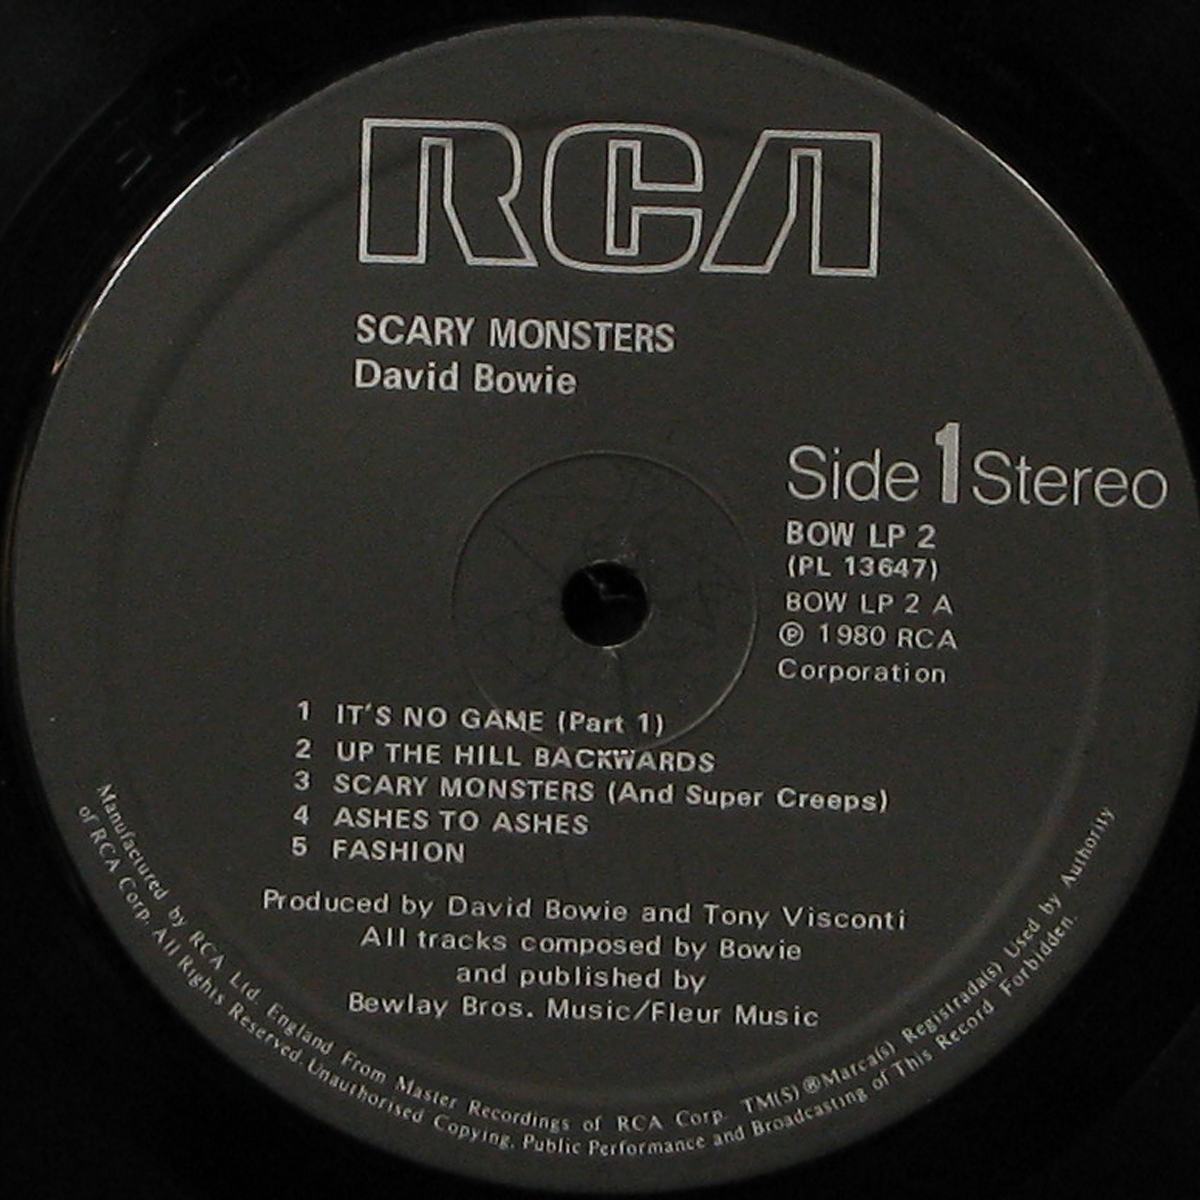 RCA
SCARY MONSTERS
David Bowie
Side 1 Stereo
BOW LP 2
(PL 13647)
BOW LP 2 A
℗ 1980 RCA
Corporation
1 IT'S NO GAME (Part 1)
2 UP THE HILL BACKWARDS
3 SCARY MONSTERS (And Super Creeps)
4 ASHES TO ASHES
5 FASHION
Produced by David Bowie and Tony Visconti
All tracks composed by Bowie
and published by
Bewlay Bros. Music/Fleur Music
Manufactured by RCA Ltd. England From Master Recordings of RCA Corp. TM(S) ®Marca(s) Registrada(s) Used by Authority
of RCA Corp. All Rights Reserved. Unauthorised Copying, Public Performance and Broadcasting of This Record Forbidden.